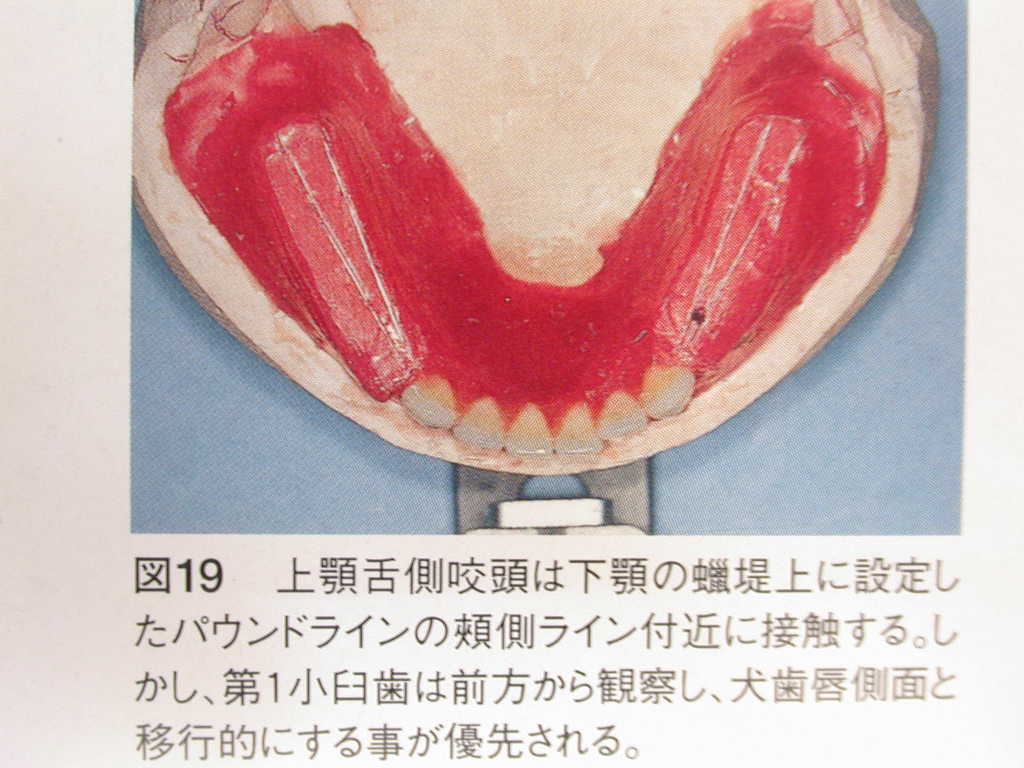 図19　上顎舌側咬頭は下顎の蠟堤上に設定し
たパウンドラインの頰側ライン付近に接触する。し
かし、第1小臼歯は前方から観察し、犬歯唇側面と
移行的にする事が優先される。